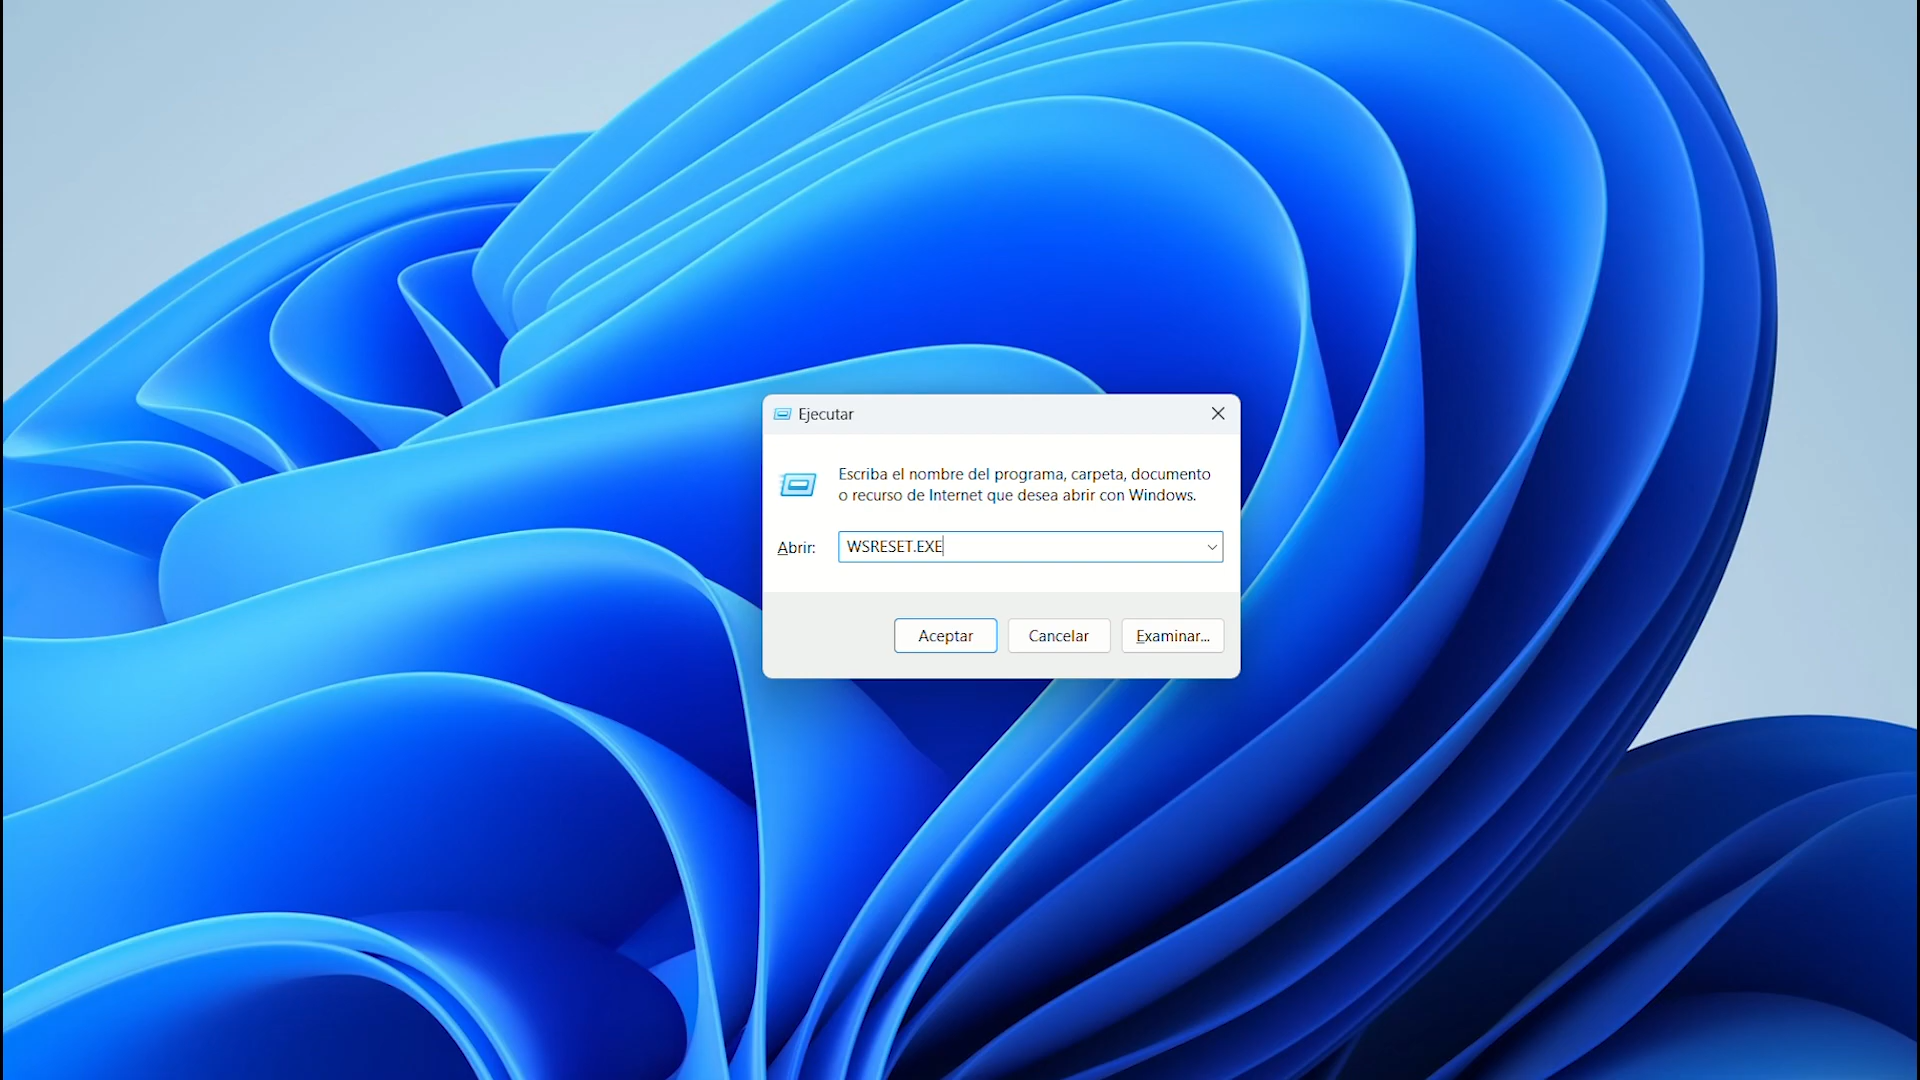 Ejecutar
Escriba el nombre del programa, carpeta, documento
o recurso de Internet que desea abrir con Windows.
Abrir: WSRESET.EXE
Aceptar Cancelar Examinar...